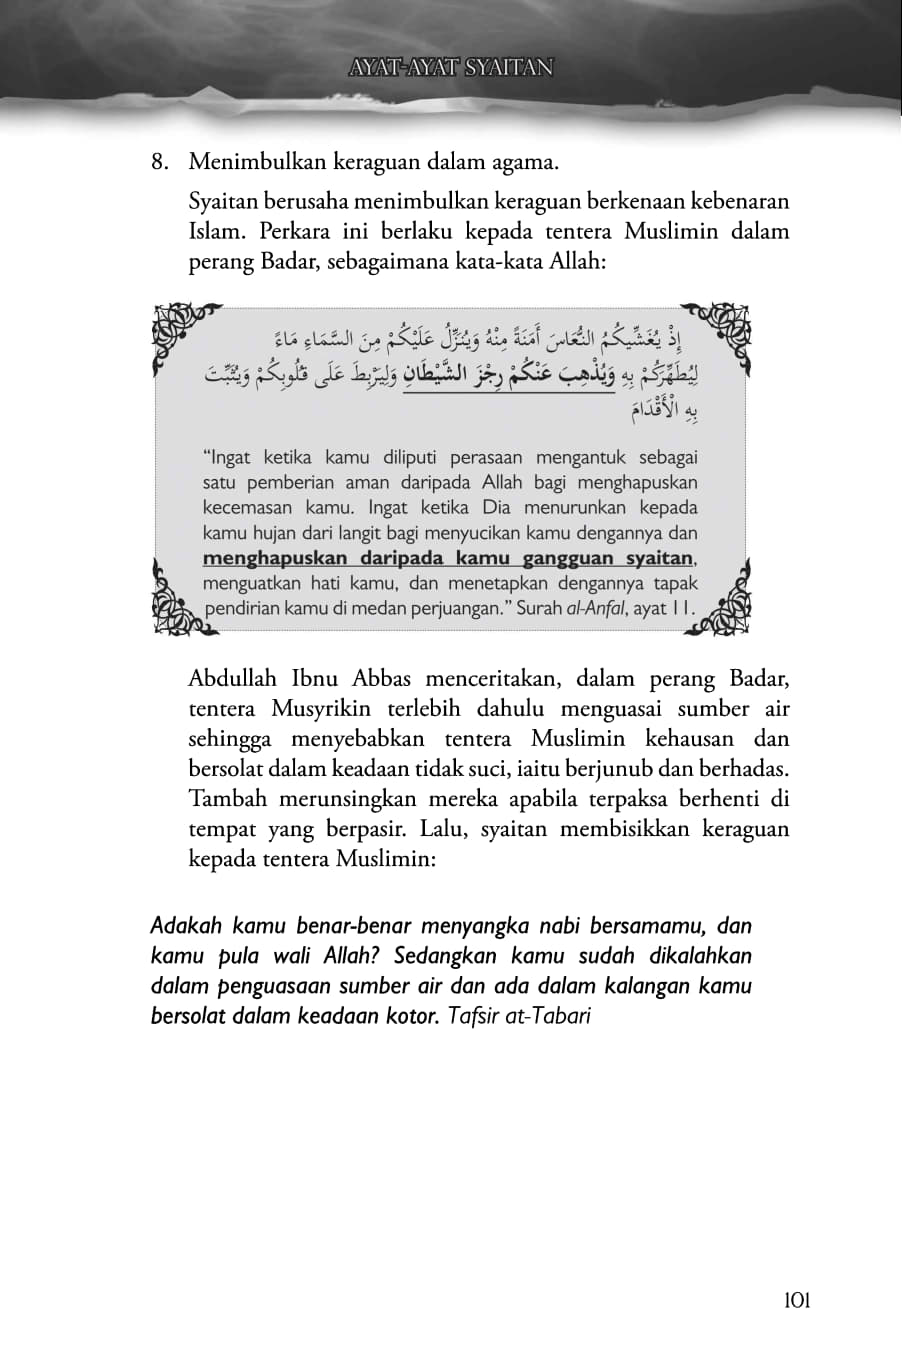 AYAT-AYAT SYAITAN
8. Menimbulkan keraguan dalam agama.
Syaitan berusaha menimbulkan keraguan berkenaan kebenaran
Islam. Perkara ini berlaku kepada tentera Muslimin dalam
perang Badar, sebagaimana kata-kata Allah:
إِذْ يُغَشِّيكُمُ النُّعَاسَ أَمَنَةً مِنْهُ وَيُنَزِّلُ عَلَيْكُمْ مِنَ السَّمَاءِ مَاءً
لِيُطَهِّرَكُمْ بِهِ وَيُذْهِبَ عَنْكُمْ رِجْزَ الشَّيْطَانِ وَلِيَرْبِطَ عَلَى قُلُوبِكُمْ وَيُثَبِّتَ
بِهِ الْأَقْدَامَ
“Ingat ketika kamu diliputi perasaan mengantuk sebagai
satu pemberian aman daripada Allah bagi menghapuskan
kecemasan kamu. Ingat ketika Dia menurunkan kepada
kamu hujan dari langit bagi menyucikan kamu dengannya dan
menghapuskan daripada kamu gangguan syaitan,
menguatkan hati kamu, dan menetapkan dengannya tapak
pendirian kamu di medan perjuangan.” Surah al-Anfal, ayat 11.
Abdullah Ibnu Abbas menceritakan, dalam perang Badar,
tentera Musyrikin terlebih dahulu menguasai sumber air
sehingga menyebabkan tentera Muslimin kehausan dan
bersolat dalam keadaan tidak suci, iaitu berjunub dan berhadas.
Tambah merunsingkan mereka apabila terpaksa berhenti di
tempat yang berpasir. Lalu, syaitan membisikkan keraguan
kepada tentera Muslimin:
Adakah kamu benar-benar menyangka nabi bersamamu, dan
kamu pula wali Allah? Sedangkan kamu sudah dikalahkan
dalam penguasaan sumber air dan ada dalam kalangan kamu
bersolat dalam keadaan kotor. Tafsir at-Tabari
101